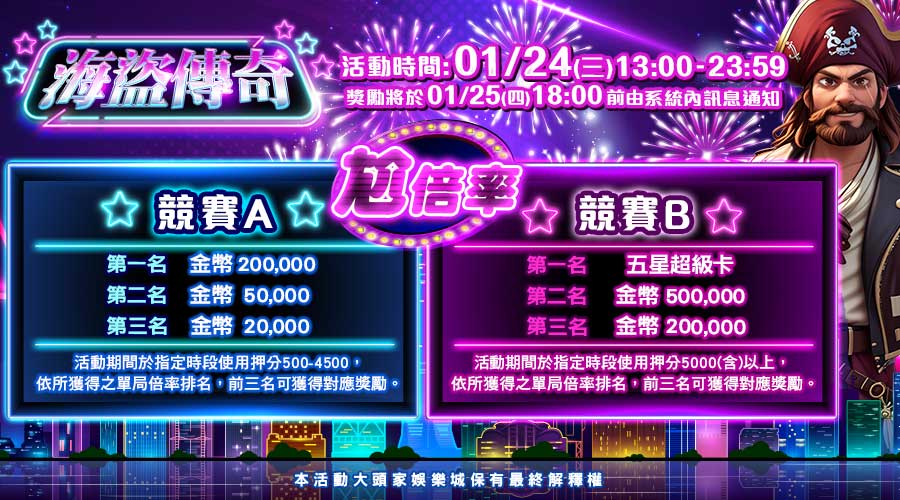 海盜傳奇
活動時間:01/24(三)13:00-23:59
獎勵將於01/25(四)18:00前由系統內訊息通知
尬倍率
競賽A
第一名 金幣 200,000
第二名 金幣 50,000
第三名 金幣 20,000
活動期間於指定時段使用押分500-4500，
依所獲得之單局倍率排名，前三名可獲得對應獎勵。
競賽B
第一名 五星超級卡
第二名 金幣 500,000
第三名 金幣 200,000
活動期間於指定時段使用押分5000(含)以上，
依所獲得之單局倍率排名，前三名可獲得對應獎勵。
本活動大頭家娛樂城保有最終解釋權